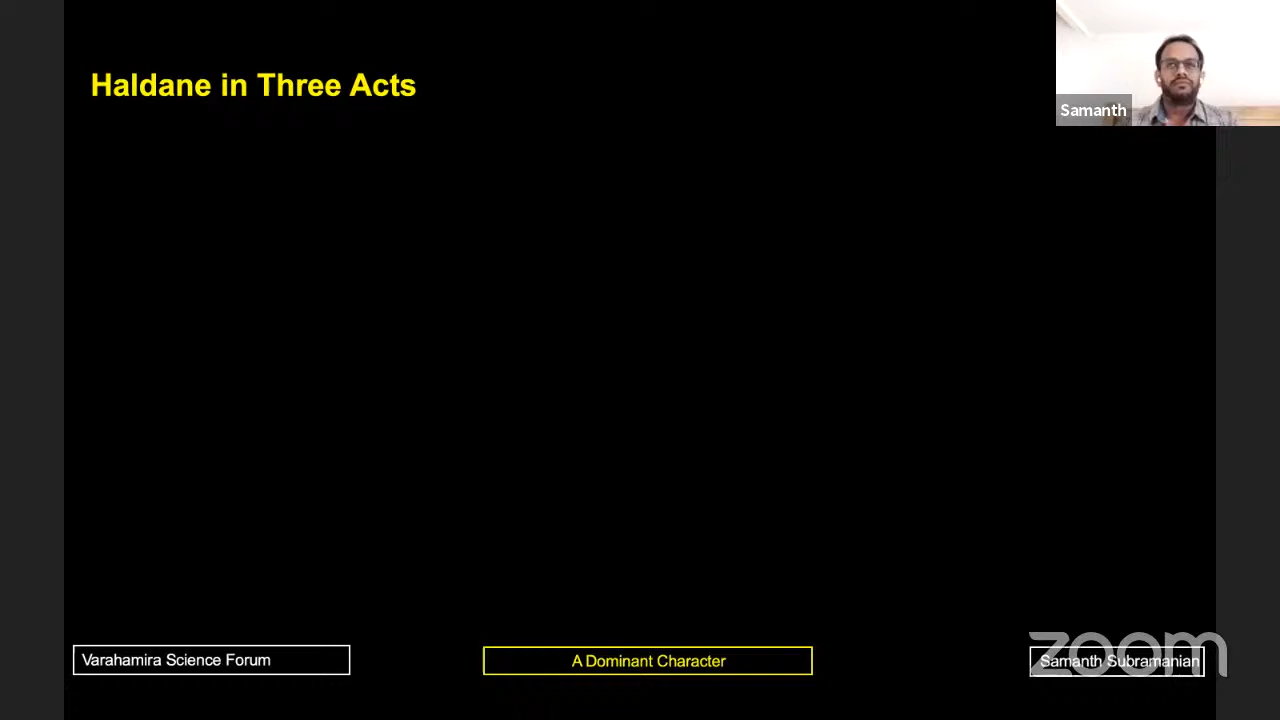 Haldane in Three Acts
Samanth
Varahamira Science Forum
A Dominant Character
Samanth Subramanian
zoom